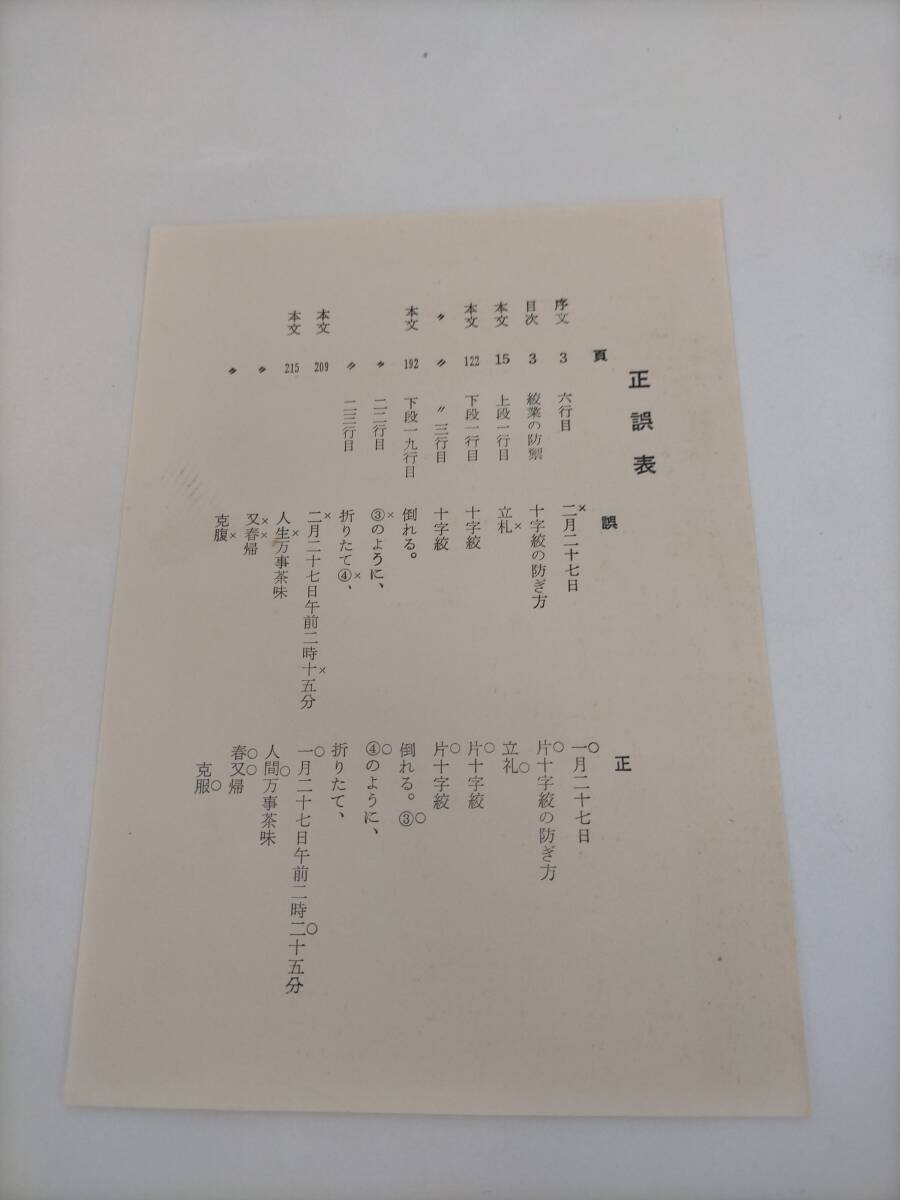 正誤表
頁 誤 正
序文 3 六行目 二月二十七日 一月二十七日
目次 3 絞業の防禦 十字絞の防ぎ方 片十字絞の防ぎ方
本文 15 上段一行目 立札 立礼
本文 122 下段一行目 十字絞 片十字絞
〃 〃 〃 三行目 十字絞 片十字絞
本文 192 下段一九行目 倒れる。 倒れる。③
〃 二二行目 ③のように、 ④のように、
〃 二三行目 折りたて④、 折りたて、
本文 209 二月二十七日午前二時十五分 一月二十七日午前二時二十五分
本文 215 人生万事茶味 人間万事茶味
〃 又春帰 春又帰
〃 克腹 克服